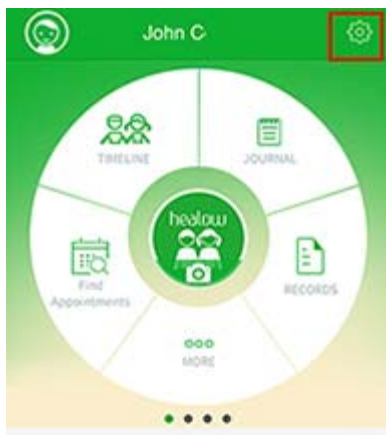 John C
TIMELINE
JOURNAL
healow
Find
Appointments
RECORDS
MORE